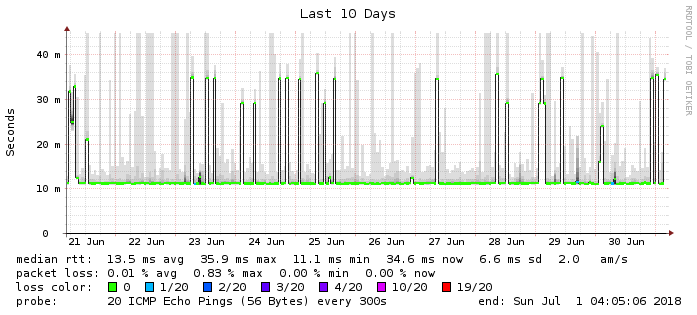 Last 10 Days
RRDTOOL / TOBI OETIKER
Seconds
40 m
30 m
20 m
10 m
0
21 Jun 22 Jun 23 Jun 24 Jun 25 Jun 26 Jun 27 Jun 28 Jun 29 Jun 30 Jun
median rtt: 13.5 ms avg 35.9 ms max 11.1 ms min 34.6 ms now 6.6 ms sd 2.0 am/s
packet loss: 0.01 % avg 0.83 % max 0.00 % min 0.00 % now
loss color: 0 1/20 2/20 3/20 4/20 10/20 19/20
probe: 20 ICMP Echo Pings (56 Bytes) every 300s end: Sun Jul 1 04:05:06 2018